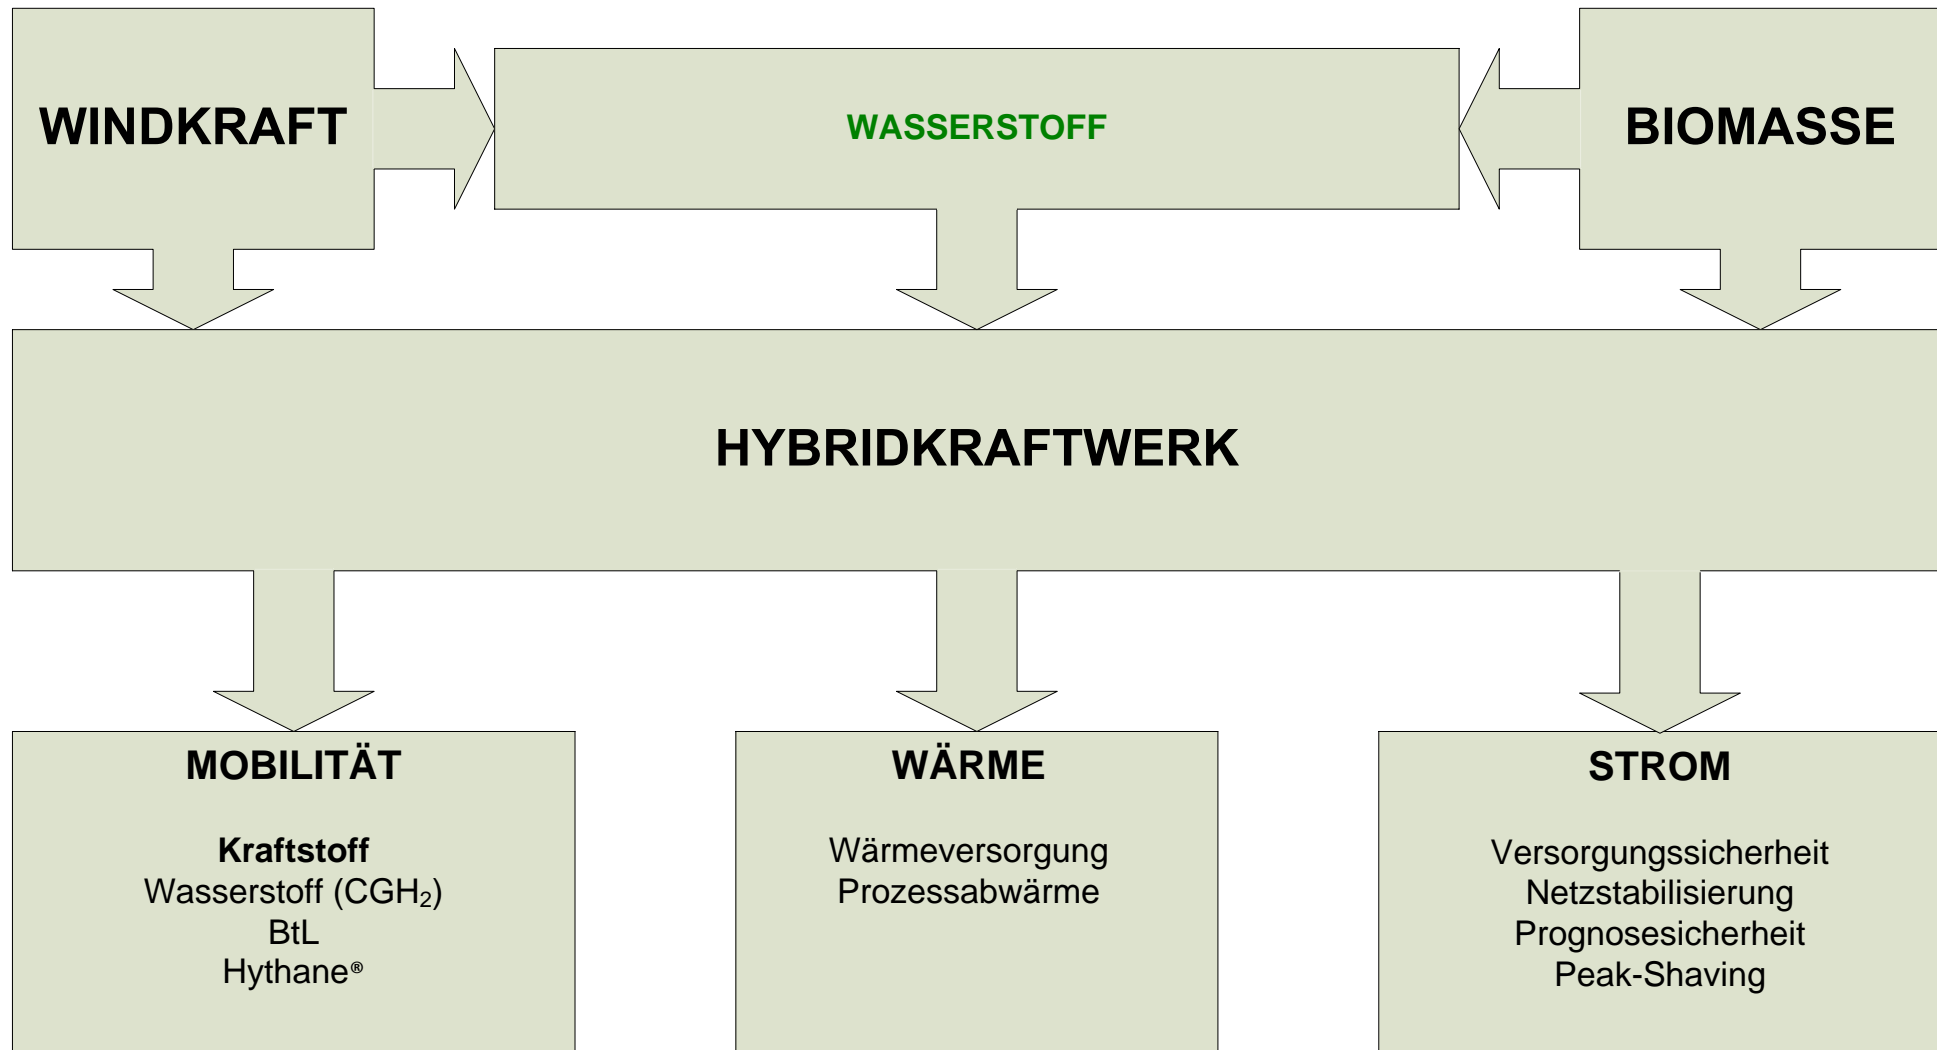 WINDKRAFT
WASSERSTOFF
BIOMASSE
HYBRIDKRAFTWERK
MOBILITÄT
Kraftstoff
Wasserstoff (CGH₂)
BtL
Hythane®
WÄRME
Wärmeversorgung
Prozessabwärme
STROM
Versorgungssicherheit
Netzstabilisierung
Prognosesicherheit
Peak-Shaving